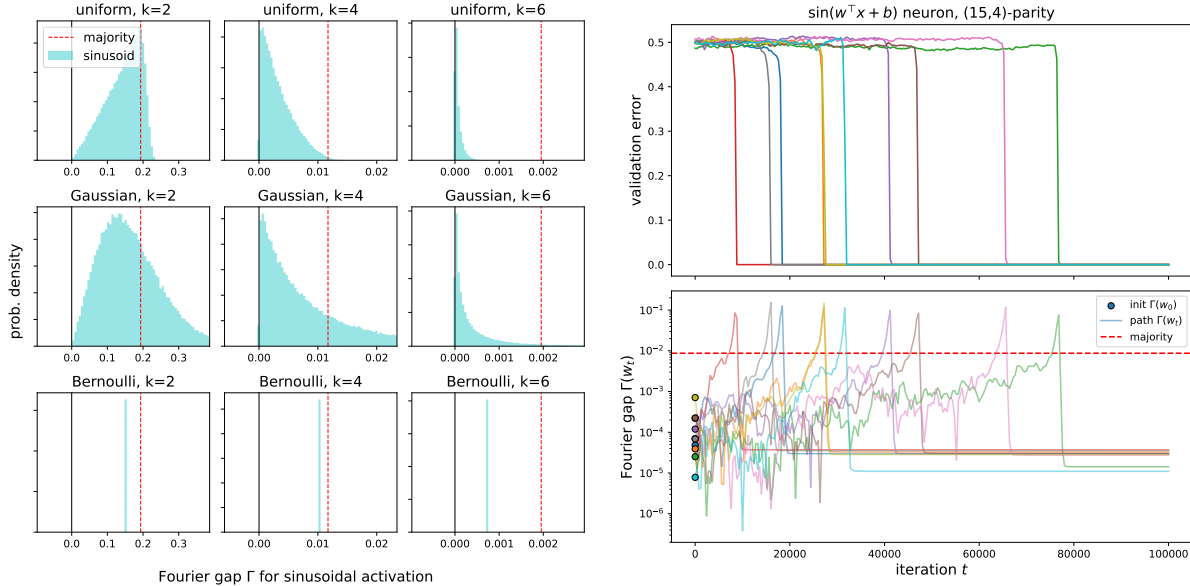 uniform, k=2
uniform, k=4
uniform, k=6
majority
sinusoid
0.0 0.1 0.2 0.3
0.00 0.01 0.02
0.000 0.002
Gaussian, k=2
Gaussian, k=4
Gaussian, k=6
prob. density
0.0 0.1 0.2 0.3
0.00 0.01 0.02
0.000 0.002
Bernoulli, k=2
Bernoulli, k=4
Bernoulli, k=6
0.0 0.1 0.2 0.3
0.00 0.01 0.02
0.000 0.002
Fourier gap Γ for sinusoidal activation
sin(w⊤x + b) neuron, (15,4)-parity
validation error
0.5
0.4
0.3
0.2
0.1
0.0
Fourier gap Γ(wₜ)
10⁻¹
10⁻²
10⁻³
10⁻⁴
10⁻⁵
10⁻⁶
init Γ(w₀)
path Γ(wₜ)
majority
0 20000 40000 60000 80000 100000
iteration t